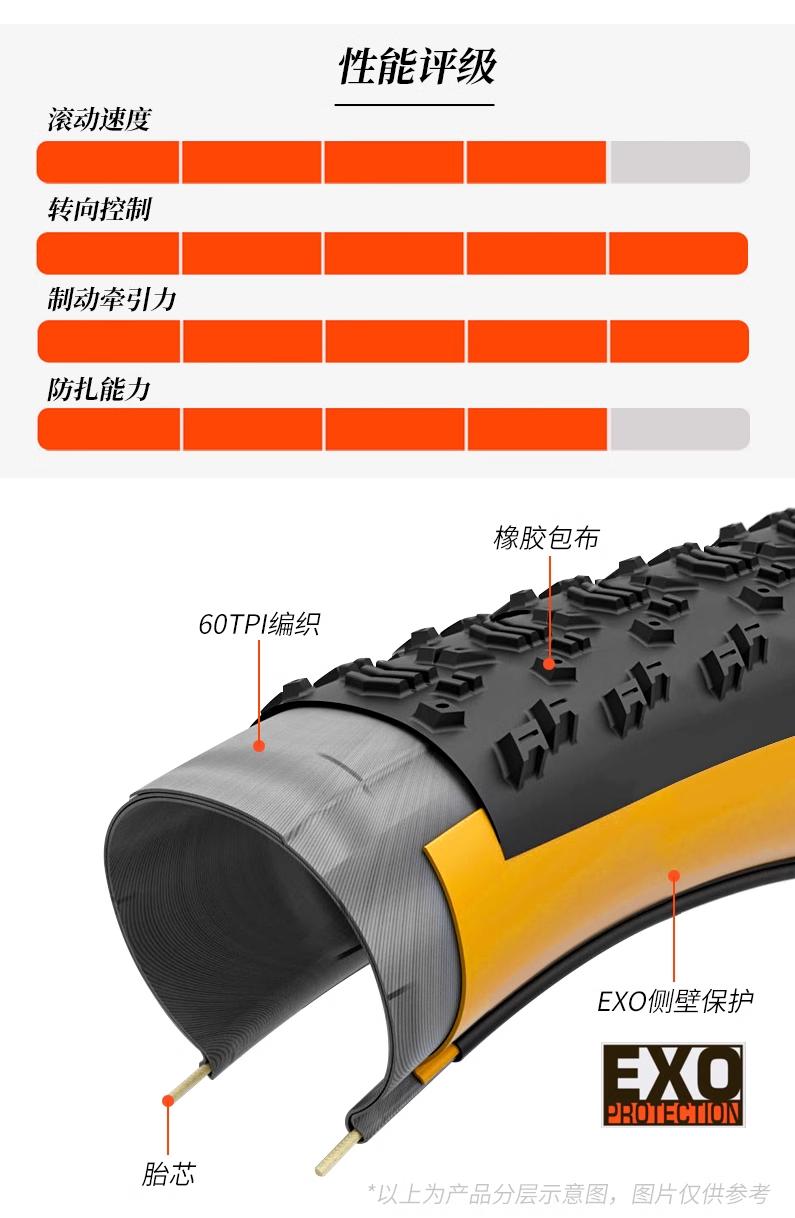 性能评级
滚动速度
转向控制
制动牵引力
防扎能力
橡胶包布
60TPI编织
EXO侧壁保护
EXO
PROTECTION
胎芯
*以上为产品分层示意图，图片仅供参考